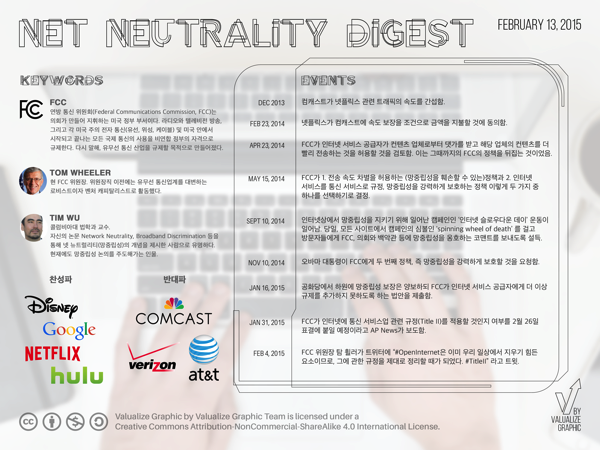 NET NEUTRALITY DIGEST
FEBRUARY 13, 2015
KEYWORDS
FCC
FCC
연방 통신 위원회(Federal Communications Commission, FCC)는
의회가 만들어 지휘하는 미국 정부 부서이다. 라디오와 텔레비전 방송,
그리고 각 미국 주의 전자 통신(유선, 위성, 케이블) 및 미국 안에서
시작되고 끝나는 모든 국제 통신의 사용을 비연합 정부의 자격으로
규제한다. 다시 말해, 유무선 통신 산업을 규제할 목적으로 만들어졌다.
TOM WHEELER
현 FCC 위원장. 위원장직 이전에는 유무선 통신업계를 대변하는
로비스트이자 벤처 캐피탈리스트로 활동했다.
TIM WU
콜럼비아대 법학과 교수.
자신의 논문 Network Neutrality, Broadband Discrimination 등을
통해 넷 뉴트럴리티(망중립성)의 개념을 제시한 사람으로 유명하다.
현재에도 망중립성 논의를 주도해가는 인물.
찬성파
반대파
Disney
Google
NETFLIX
hulu
COMCAST
verizon
at&t
EVENTS
DEC 2013
컴캐스트가 넷플릭스 관련 트래픽의 속도를 간섭함.
FEB 23, 2014
넷플릭스가 컴캐스트에 속도 보장을 조건으로 금액을 지불할 것에 동의함.
APR 23, 2014
FCC가 인터넷 서비스 공급자가 컨텐츠 업체로부터 댓가를 받고 해당 업체의 컨텐츠를 더
빨리 전송하는 것을 허용할 것을 검토함. 이는 그때까지의 FCC의 정책을 뒤집는 것이었음.
MAY 15, 2014
FCC가 1. 전송 속도 차별을 허용하는 (망중립성을 훼손할 수 있는)정책과 2. 인터넷
서비스를 통신 서비스로 규정, 망중립성을 강력하게 보호하는 정책 이렇게 두 가지 중
하나를 선택하기로 결정.
SEPT 10, 2014
인터넷상에서 망중립성을 지키기 위해 일어난 캠페인인 '인터넷 슬로우다운 데이' 운동이
일어남. 당일, 모든 사이트에서 캠페인의 심볼인 'spinning wheel of death' 를 걸고
방문자들에게 FCC, 의회와 백악관 등에 망중립성을 옹호하는 코멘트를 보내도록 설득.
NOV 10, 2014
오바마 대통령이 FCC에게 두 번째 정책, 즉 망중립성을 강력하게 보호할 것을 요청함.
JAN 16, 2015
공화당에서 하원에 망중립성 보장은 양보하되 FCC가 인터넷 서비스 공급자에게 더 이상
규제를 추가하지 못하도록 하는 법안을 제출함.
JAN 31, 2015
FCC가 인터넷에 통신 서비스업 관련 규정(Title II)를 적용할 것인지 여부를 2월 26일
표결에 붙일 예정이라고 AP News가 보도함.
FEB 4, 2015
FCC 위원장 탐 휠러가 트위터에 "#OpenInternet은 이미 우리 일상에서 지우기 힘든
요소이므로, 그에 관한 규정을 제대로 정리할 때가 되었다. #TitleII" 라고 트윗.
cc
Valualize Graphic by Valualize Graphic Team is licensed under a
Creative Commons Attribution-NonCommercial-ShareAlike 4.0 International License.
BY
VALUALIZE
GRAPHIC